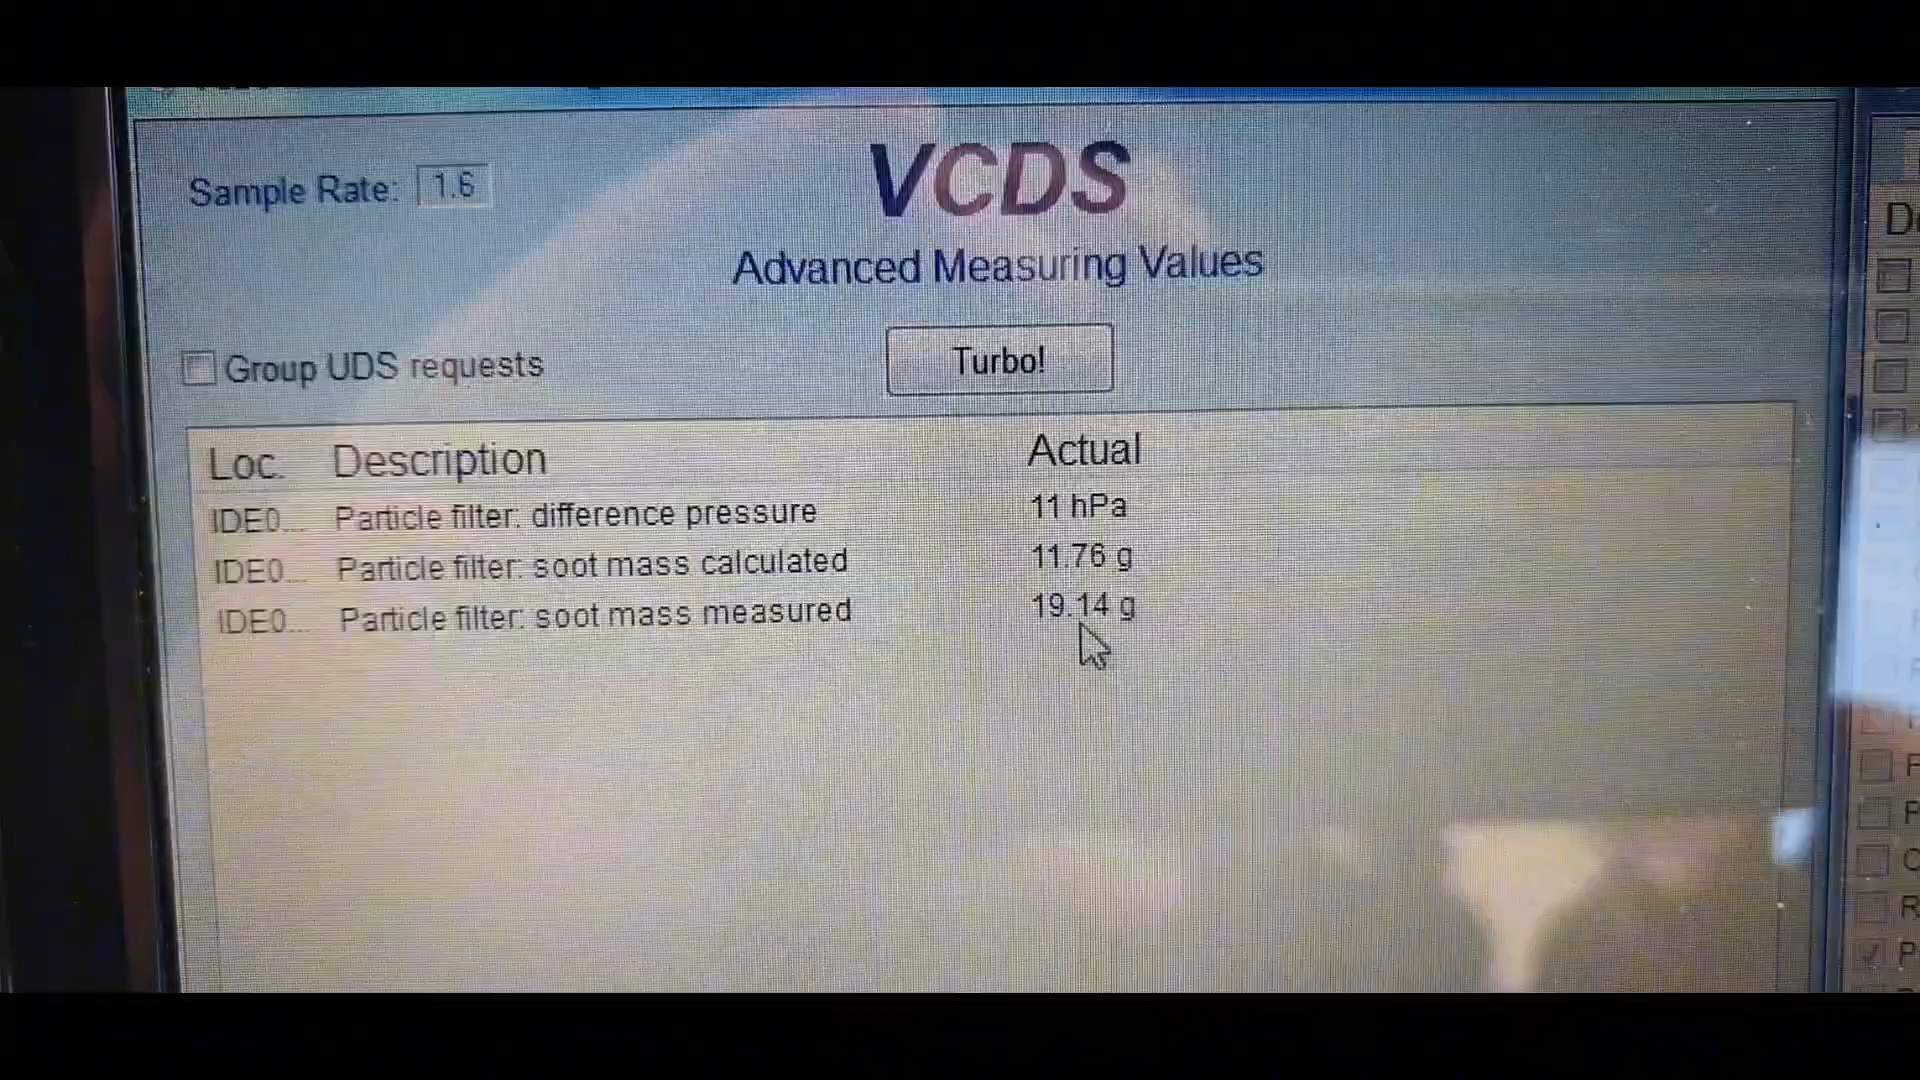 VCDS
Sample Rate: 1.6
Advanced Measuring Values
Group UDS requests
Turbo!
Loc. Description Actual
IDE0... Particle filter: difference pressure 11 hPa
IDE0... Particle filter: soot mass calculated 11.76 g
IDE0... Particle filter: soot mass measured 19.14 g